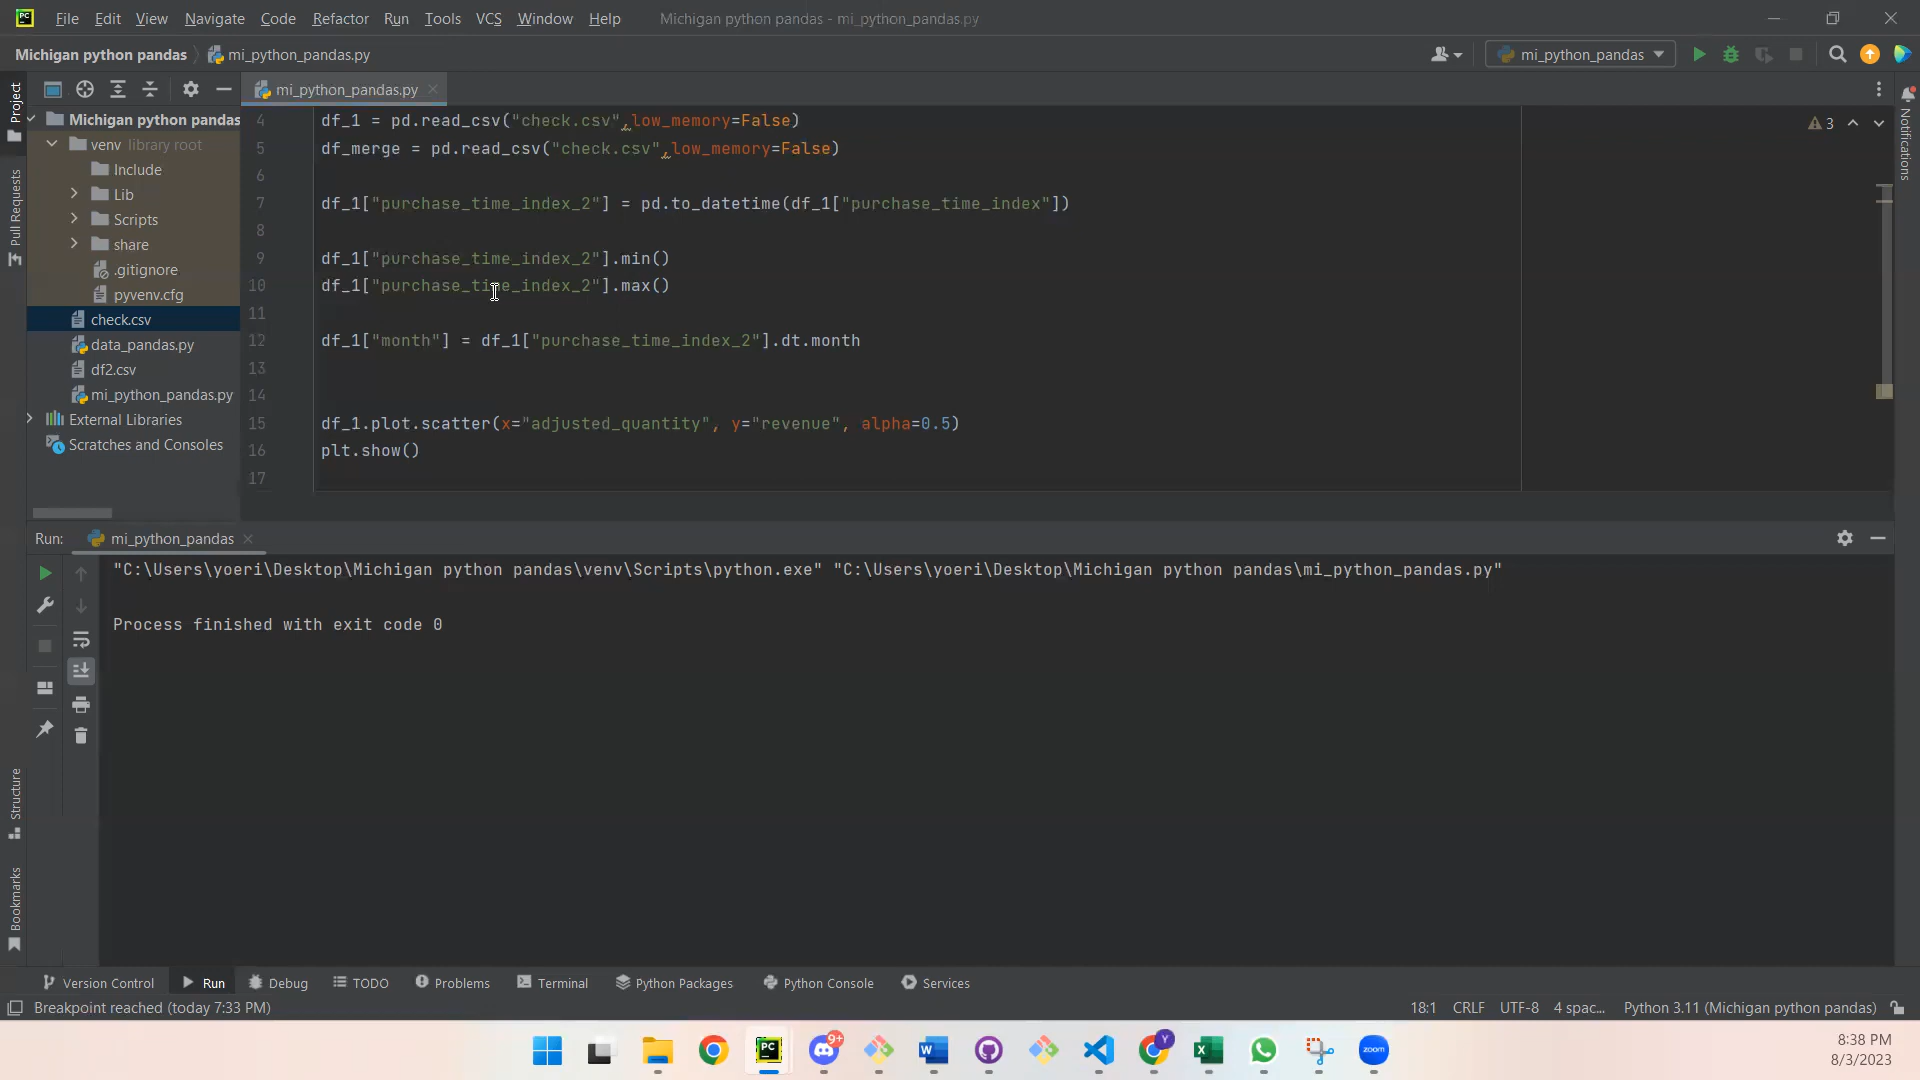 PC File Edit View Navigate Code Refactor Run Tools VCS Window Help Michigan python pandas - mi_python_pandas.py
Michigan python pandas mi_python_pandas.py mi_python_pandas
Project
Pull Requests
Structure
Bookmarks
Notifications
mi_python_pandas.py
Michigan python pandas
venv library root
Include
Lib
Scripts
share
.gitignore
pyvenv.cfg
check.csv
data_pandas.py
df2.csv
mi_python_pandas.py
External Libraries
Scratches and Consoles
3
4 df_1 = pd.read_csv("check.csv",low_memory=False)
5 df_merge = pd.read_csv("check.csv",low_memory=False)
6
7 df_1["purchase_time_index_2"] = pd.to_datetime(df_1["purchase_time_index"])
8
9 df_1["purchase_time_index_2"].min()
10 df_1["purchase_time_index_2"].max()
11
12 df_1["month"] = df_1["purchase_time_index_2"].dt.month
13
14
15 df_1.plot.scatter(x="adjusted_quantity", y="revenue", alpha=0.5)
16 plt.show()
17
Run: mi_python_pandas
"C:\Users\yoeri\Desktop\Michigan python pandas\venv\Scripts\python.exe" "C:\Users\yoeri\Desktop\Michigan python pandas\mi_python_pandas.py"
Process finished with exit code 0
Version Control Run Debug TODO Problems Terminal Python Packages Python Console Services
Breakpoint reached (today 7:33 PM) 18:1 CRLF UTF-8 4 spac... Python 3.11 (Michigan python pandas)
PC 9+ Y zoom
8:38 PM
8/3/2023